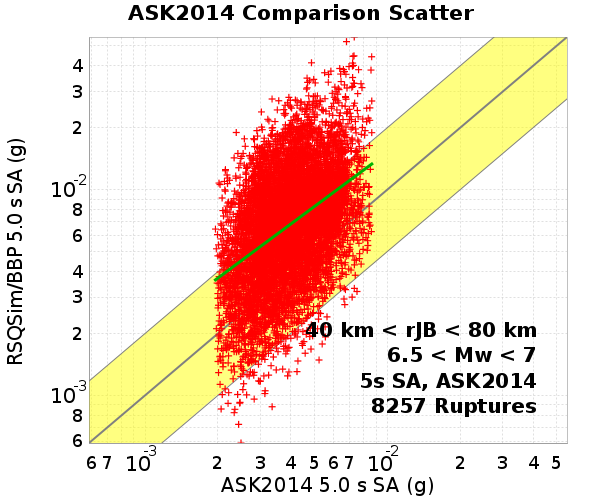 ASK2014 Comparison Scatter
RSQSim/BBP 5.0 s SA (g)
4
3
2
10-2
8
6
4
3
2
10-3
8
6
40 km < rJB < 80 km
6.5 < Mw < 7
5s SA, ASK2014
8257 Ruptures
6 7 10-3 2 3 4 5 6 7 10-2 2 3 4 5
ASK2014 5.0 s SA (g)